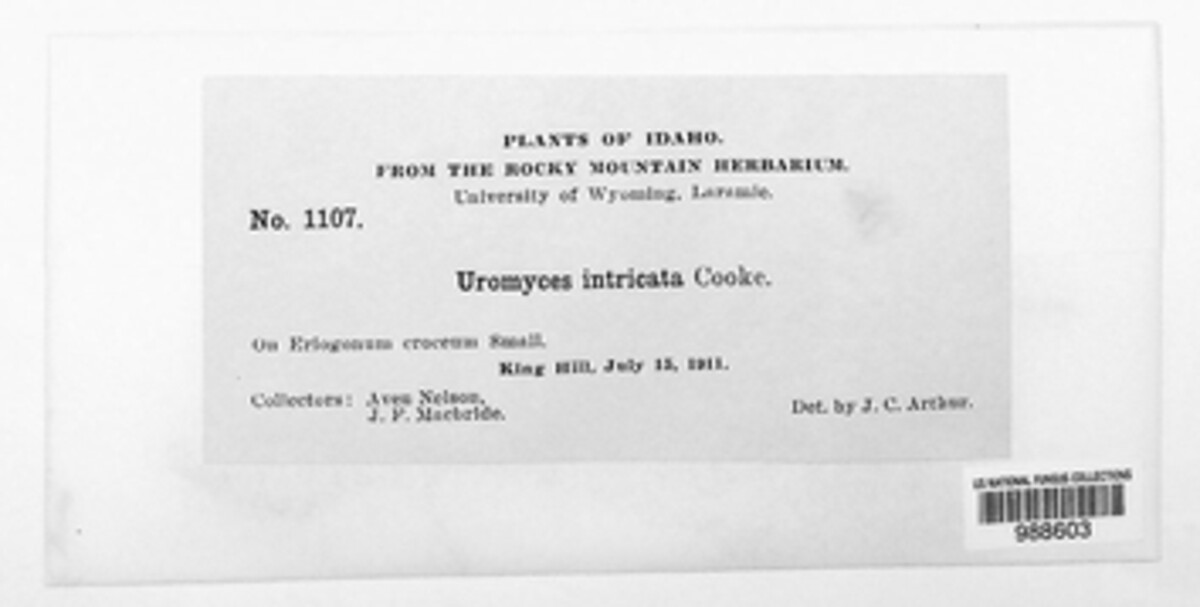 PLANTS OF IDAHO.
FROM THE ROCKY MOUNTAIN HERBARIUM.
University of Wyoming, Laramie.
No. 1107.
Uromyces intricata Cooke.
On Eriogonum croceum Small.
King Hill, July 15, 1911.
Collectors: Aven Nelson,
J. F. Macbride.
Det. by J. C. Arthur.
US NATIONAL FUNGUS COLLECTIONS
988603